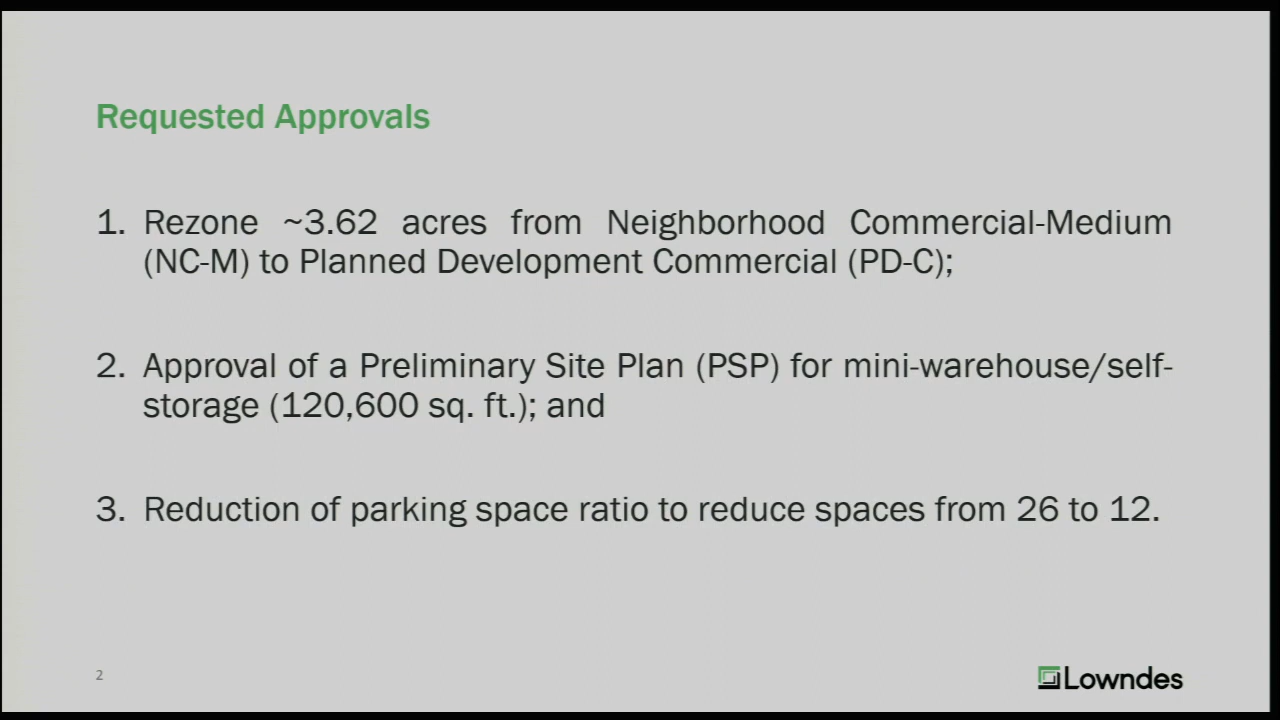 Requested Approvals
1. Rezone ~3.62 acres from Neighborhood Commercial-Medium
(NC-M) to Planned Development Commercial (PD-C);
2. Approval of a Preliminary Site Plan (PSP) for mini-warehouse/self-
storage (120,600 sq. ft.); and
3. Reduction of parking space ratio to reduce spaces from 26 to 12.
2
Lowndes